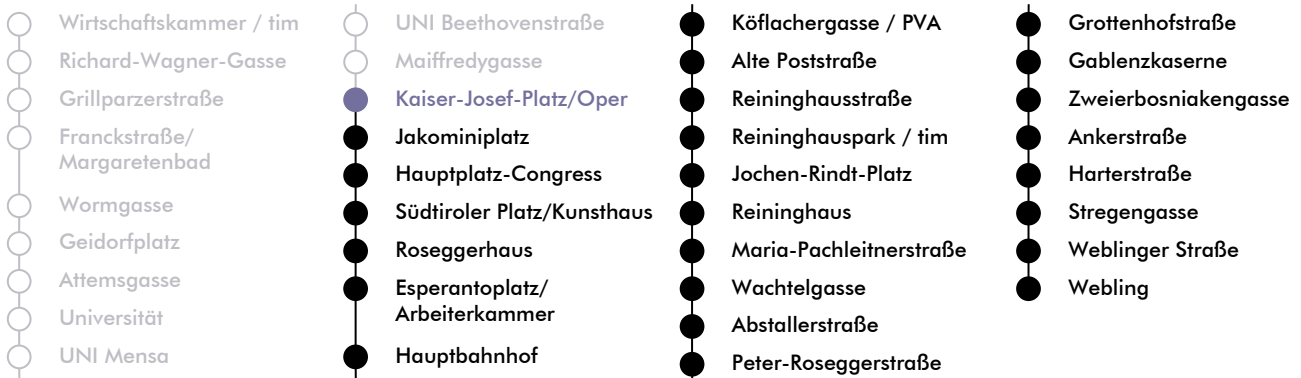 Wirtschaftskammer / tim
Richard-Wagner-Gasse
Grillparzerstraße
Franckstraße/
Margaretenbad
Wormgasse
Geidorfplatz
Attemsgasse
Universität
UNI Mensa
UNI Beethovenstraße
Maiffredygasse
Kaiser-Josef-Platz/Oper
Jakominiplatz
Hauptplatz-Congress
Südtiroler Platz/Kunsthaus
Roseggerhaus
Esperantoplatz/
Arbeiterkammer
Hauptbahnhof
Köflachergasse / PVA
Alte Poststraße
Reininghausstraße
Reininghauspark / tim
Jochen-Rindt-Platz
Reininghaus
Maria-Pachleitnerstraße
Wachtelgasse
Abstallerstraße
Peter-Roseggerstraße
Grottenhofstraße
Gablenzkaserne
Zweierbosniakengasse
Ankerstraße
Harterstraße
Stregengasse
Weblinger Straße
Webling